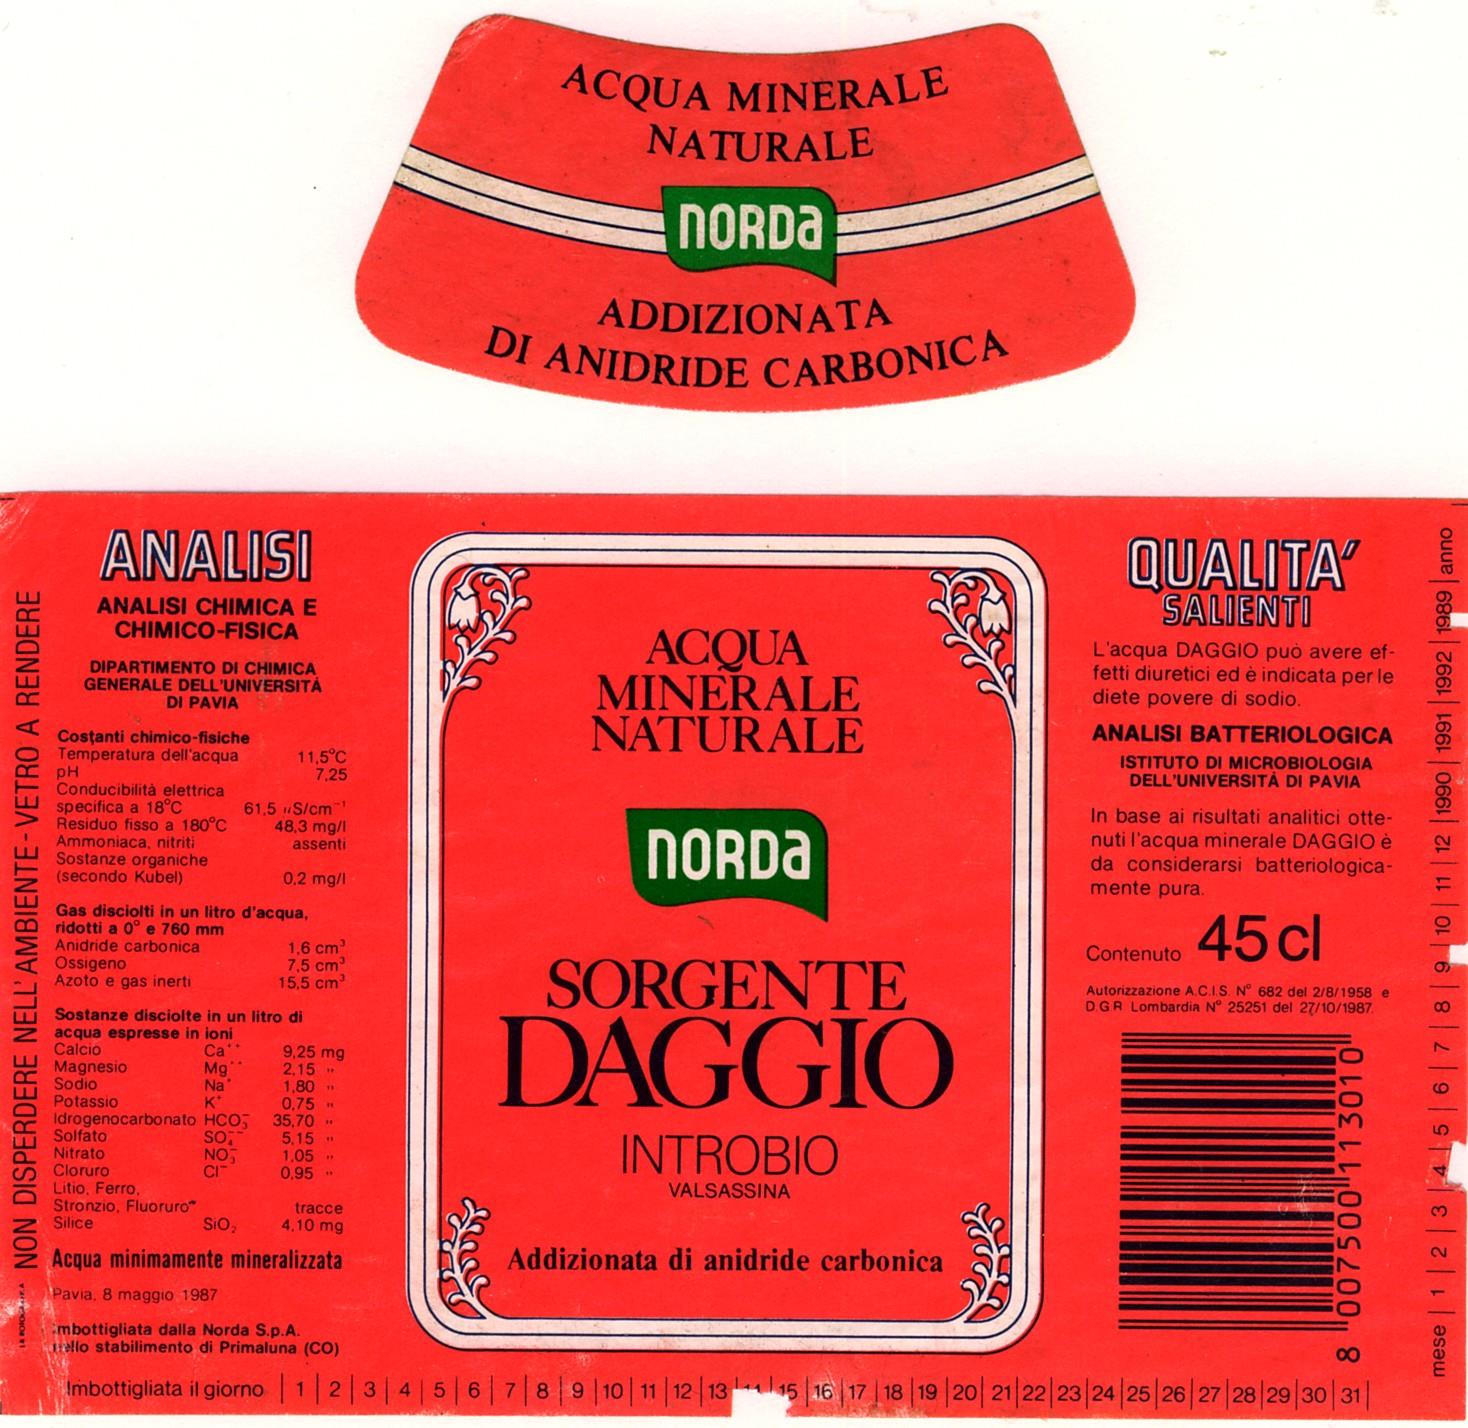 ACQUA MINERALE
NATURALE
NORDA
ADDIZIONATA
DI ANIDRIDE CARBONICA
NON DISPERDERE NELL'AMBIENTE - VETRO A RENDERE
ANALISI
ANALISI CHIMICA E
CHIMICO-FISICA
DIPARTIMENTO DI CHIMICA
GENERALE DELL'UNIVERSITÀ
DI PAVIA
Costanti chimico-fisiche
Temperatura dell'acqua 11,5°C
pH 7,25
Conducibilità elettrica
specifica a 18°C 61,5 µS/cm⁻¹
Residuo fisso a 180°C 48,3 mg/l
Ammoniaca, nitriti assenti
Sostanze organiche
(secondo Kubel) 0,2 mg/l
Gas disciolti in un litro d'acqua,
ridotti a 0° e 760 mm
Anidride carbonica 1,6 cm³
Ossigeno 7,5 cm³
Azoto e gas inerti 15,5 cm³
Sostanze disciolte in un litro di
acqua espresse in ioni
Calcio Ca⁺⁺ 9,25 mg
Magnesio Mg⁺⁺ 2,15 "
Sodio Na⁺ 1,80 "
Potassio K⁺ 0,75 "
Idrogenocarbonato HCO₃⁻ 35,70 "
Solfato SO₄⁻⁻ 5,15 "
Nitrato NO₃⁻ 1,05 "
Cloruro Cl⁻ 0,95 "
Litio, Ferro,
Stronzio, Fluoruro tracce
Silice SiO₂ 4,10 mg
Acqua minimamente mineralizzata
Pavia, 8 maggio 1987
Imbottigliata dalla Norda S.p.A.
nello stabilimento di Primaluna (CO)
ACQUA
MINERALE
NATURALE
NORDA
SORGENTE
DAGGIO
INTROBIO
VALSASSINA
Addizionata di anidride carbonica
QUALITA'
SALIENTI
L'acqua DAGGIO può avere ef-
fetti diuretici ed è indicata per le
diete povere di sodio.
ANALISI BATTERIOLOGICA
ISTITUTO DI MICROBIOLOGIA
DELL'UNIVERSITÀ DI PAVIA
In base ai risultati analitici otte-
nuti l'acqua minerale DAGGIO è
da considerarsi batteriologica-
mente pura.
Contenuto 45 cl
Autorizzazione A.C.I.S. N° 682 del 2/8/1958 e
D.G.R. Lombardia N° 25251 del 27/10/1987.
8 007500 113010
mese | 1 | 2 | 3 | 4 | 5 | 6 | 7 | 8 | 9 | 10 | 11 | 12 | 1990 | 1991 | 1992 | 1989 | anno
Imbottigliata il giorno | 1 | 2 | 3 | 4 | 5 | 6 | 7 | 8 | 9 | 10 | 11 | 12 | 13 | 14 | 15 | 16 | 17 | 18 | 19 | 20 | 21 | 22 | 23 | 24 | 25 | 26 | 27 | 28 | 29 | 30 | 31 |